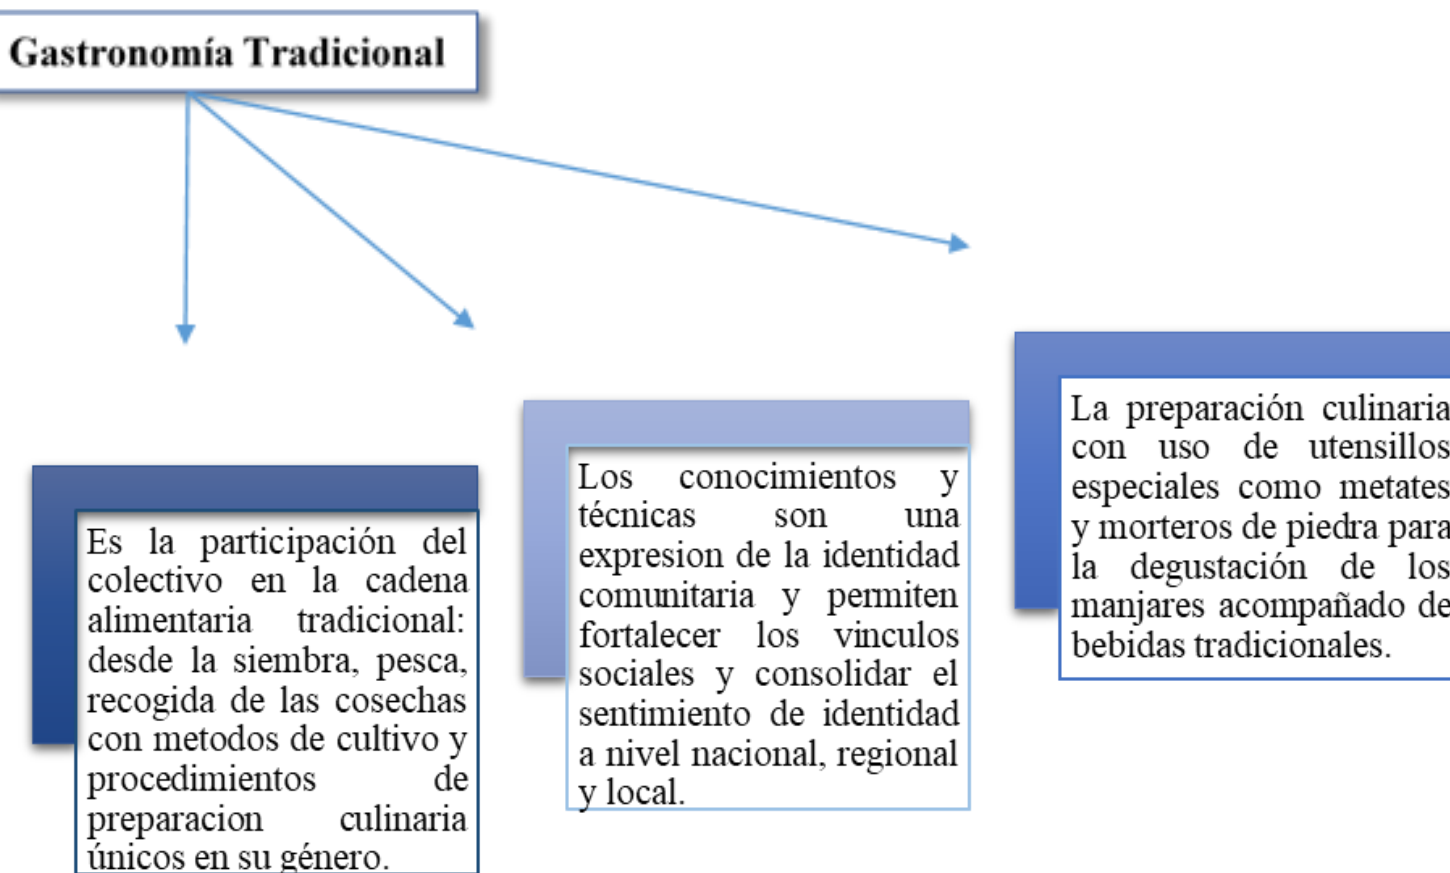 Gastronomía Tradicional
Es la participación del
colectivo en la cadena
alimentaria tradicional:
desde la siembra, pesca,
recogida de las cosechas
con metodos de cultivo y
procedimientos de
preparacion culinaria
únicos en su género.
Los conocimientos y
técnicas son una
expresion de la identidad
comunitaria y permiten
fortalecer los vinculos
sociales y consolidar el
sentimiento de identidad
a nivel nacional, regional
y local.
La preparación culinaria
con uso de utensillos
especiales como metates
y morteros de piedra para
la degustación de los
manjares acompañado de
bebidas tradicionales.